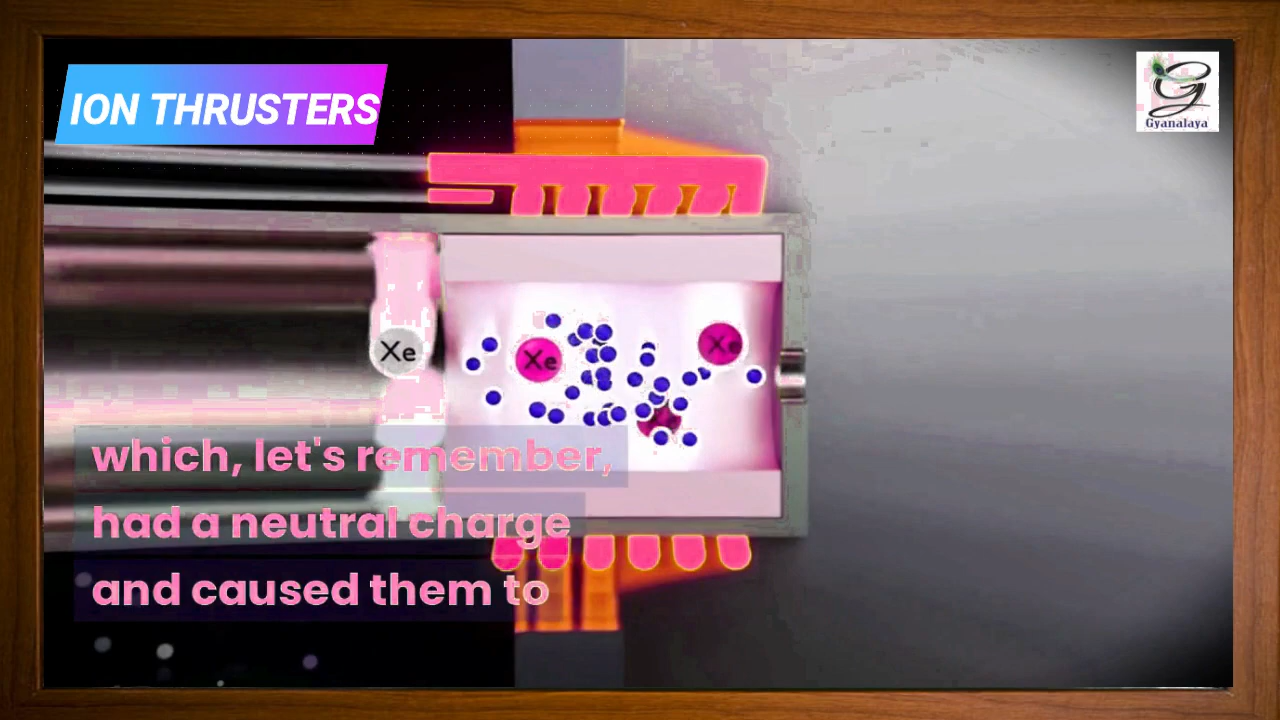 ION THRUSTERS
Gyanalaya
Xe
Xe
Xe
which, let's remember,
had a neutral charge
and caused them to